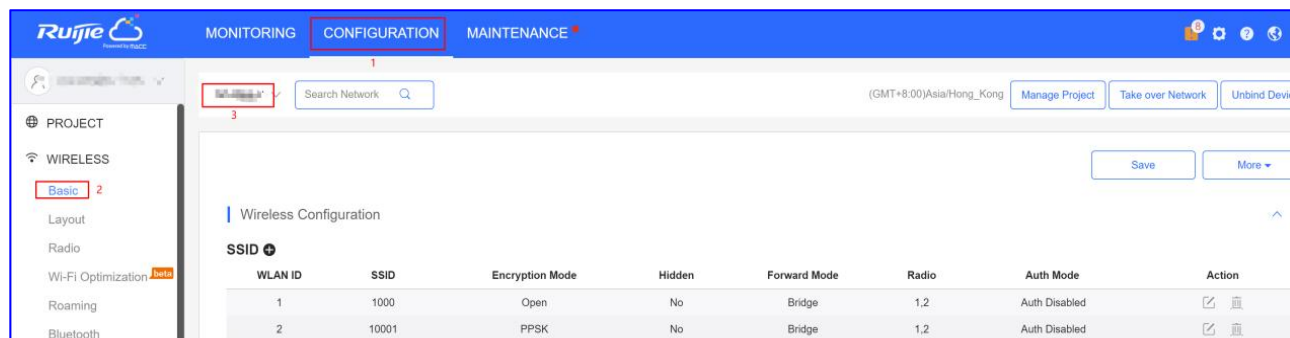 Ruijie MONITORING CONFIGURATION MAINTENANCE 8
Powered by MACC
1
Search Network (GMT+8:00)Asia/Hong_Kong Manage Project Take over Network Unbind Devi
3
PROJECT
WIRELESS
Save More
Basic 2
Layout
Wireless Configuration
Radio
SSID
Wi-Fi Optimization beta
WLAN ID SSID Encryption Mode Hidden Forward Mode Radio Auth Mode Action
Roaming
1 1000 Open No Bridge 1,2 Auth Disabled
Bluetooth
2 10001 PPSK No Bridge 1,2 Auth Disabled